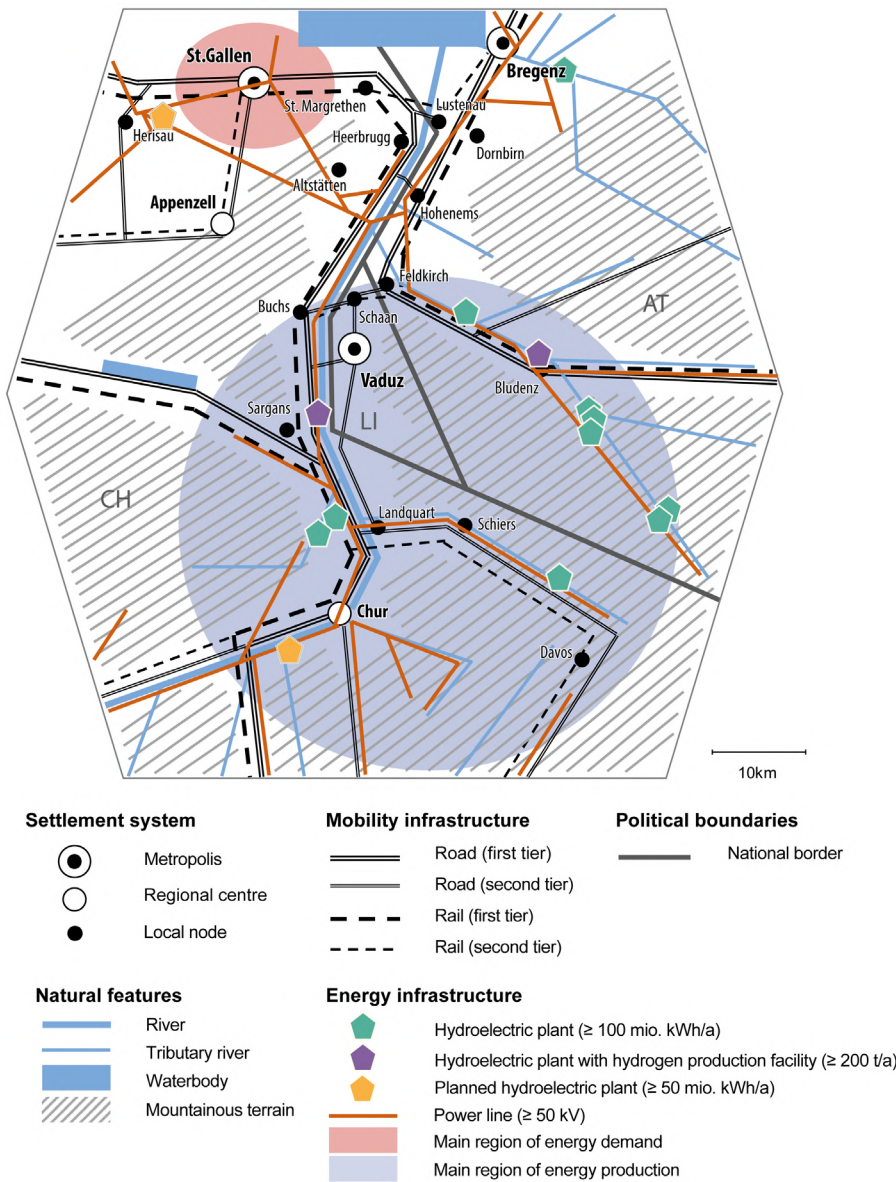 St.Gallen
Bregenz
St. Margrethen
Lustenau
Herisau
Heerbrugg
Dornbirn
Altstätten
Appenzell
Hohenems
Feldkirch
AT
Buchs
Schaan
Vaduz
Bludenz
Sargans
LI
CH
Landquart
Schiers
Chur
Davos
10km
Settlement system
Metropolis
Regional centre
Local node
Mobility infrastructure
Road (first tier)
Road (second tier)
Rail (first tier)
Rail (second tier)
Political boundaries
National border
Natural features
River
Tributary river
Waterbody
Mountainous terrain
Energy infrastructure
Hydroelectric plant (≥ 100 mio. kWh/a)
Hydroelectric plant with hydrogen production facility (≥ 200 t/a)
Planned hydroelectric plant (≥ 50 mio. kWh/a)
Power line (≥ 50 kV)
Main region of energy demand
Main region of energy production